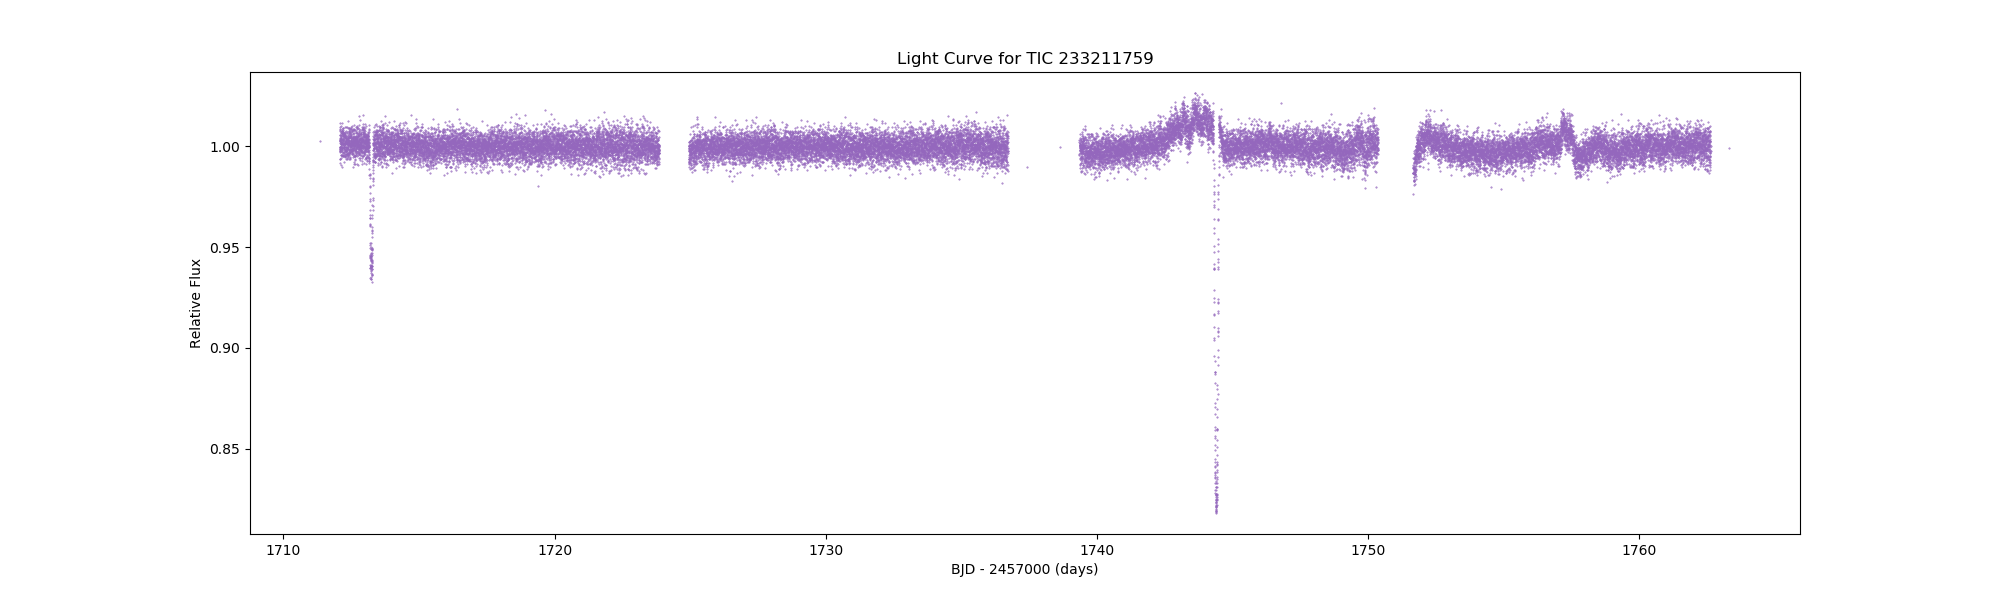 Light Curve for TIC 233211759
1.00
0.95
0.90
0.85
Relative Flux
1710 1720 1730 1740 1750 1760
BJD - 2457000 (days)